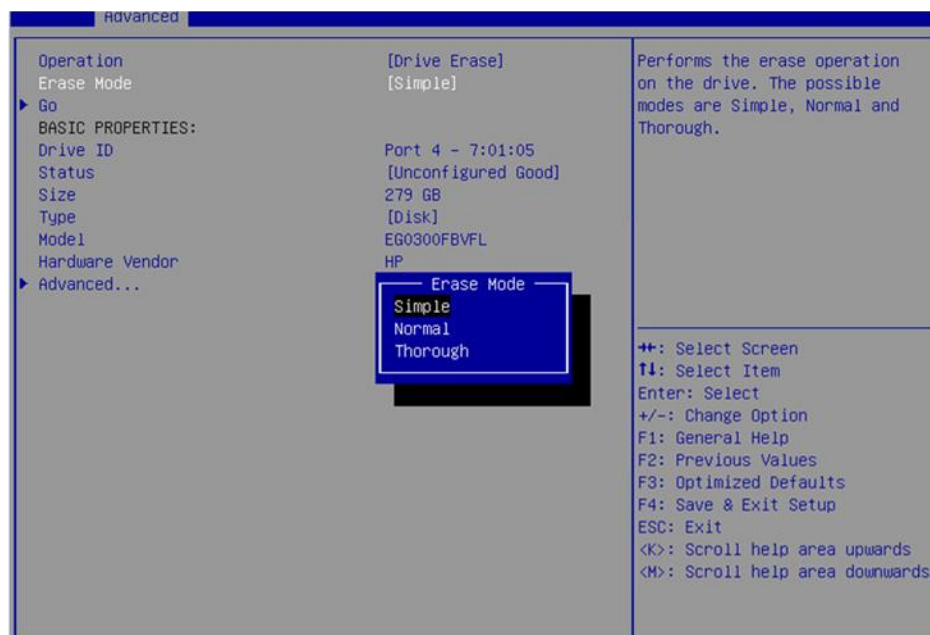 Advanced
Operation [Drive Erase]
Erase Mode [Simple]
Go
BASIC PROPERTIES:
Drive ID Port 4 - 7:01:05
Status [Unconfigured Good]
Size 279 GB
Type [Disk]
Model EG0300FBVFL
Hardware Vendor HP
Advanced...
Erase Mode
Simple
Normal
Thorough
Performs the erase operation
on the drive. The possible
modes are Simple, Normal and
Thorough.
→←: Select Screen
↑↓: Select Item
Enter: Select
+/-: Change Option
F1: General Help
F2: Previous Values
F3: Optimized Defaults
F4: Save & Exit Setup
ESC: Exit
<K>: Scroll help area upwards
<M>: Scroll help area downwards